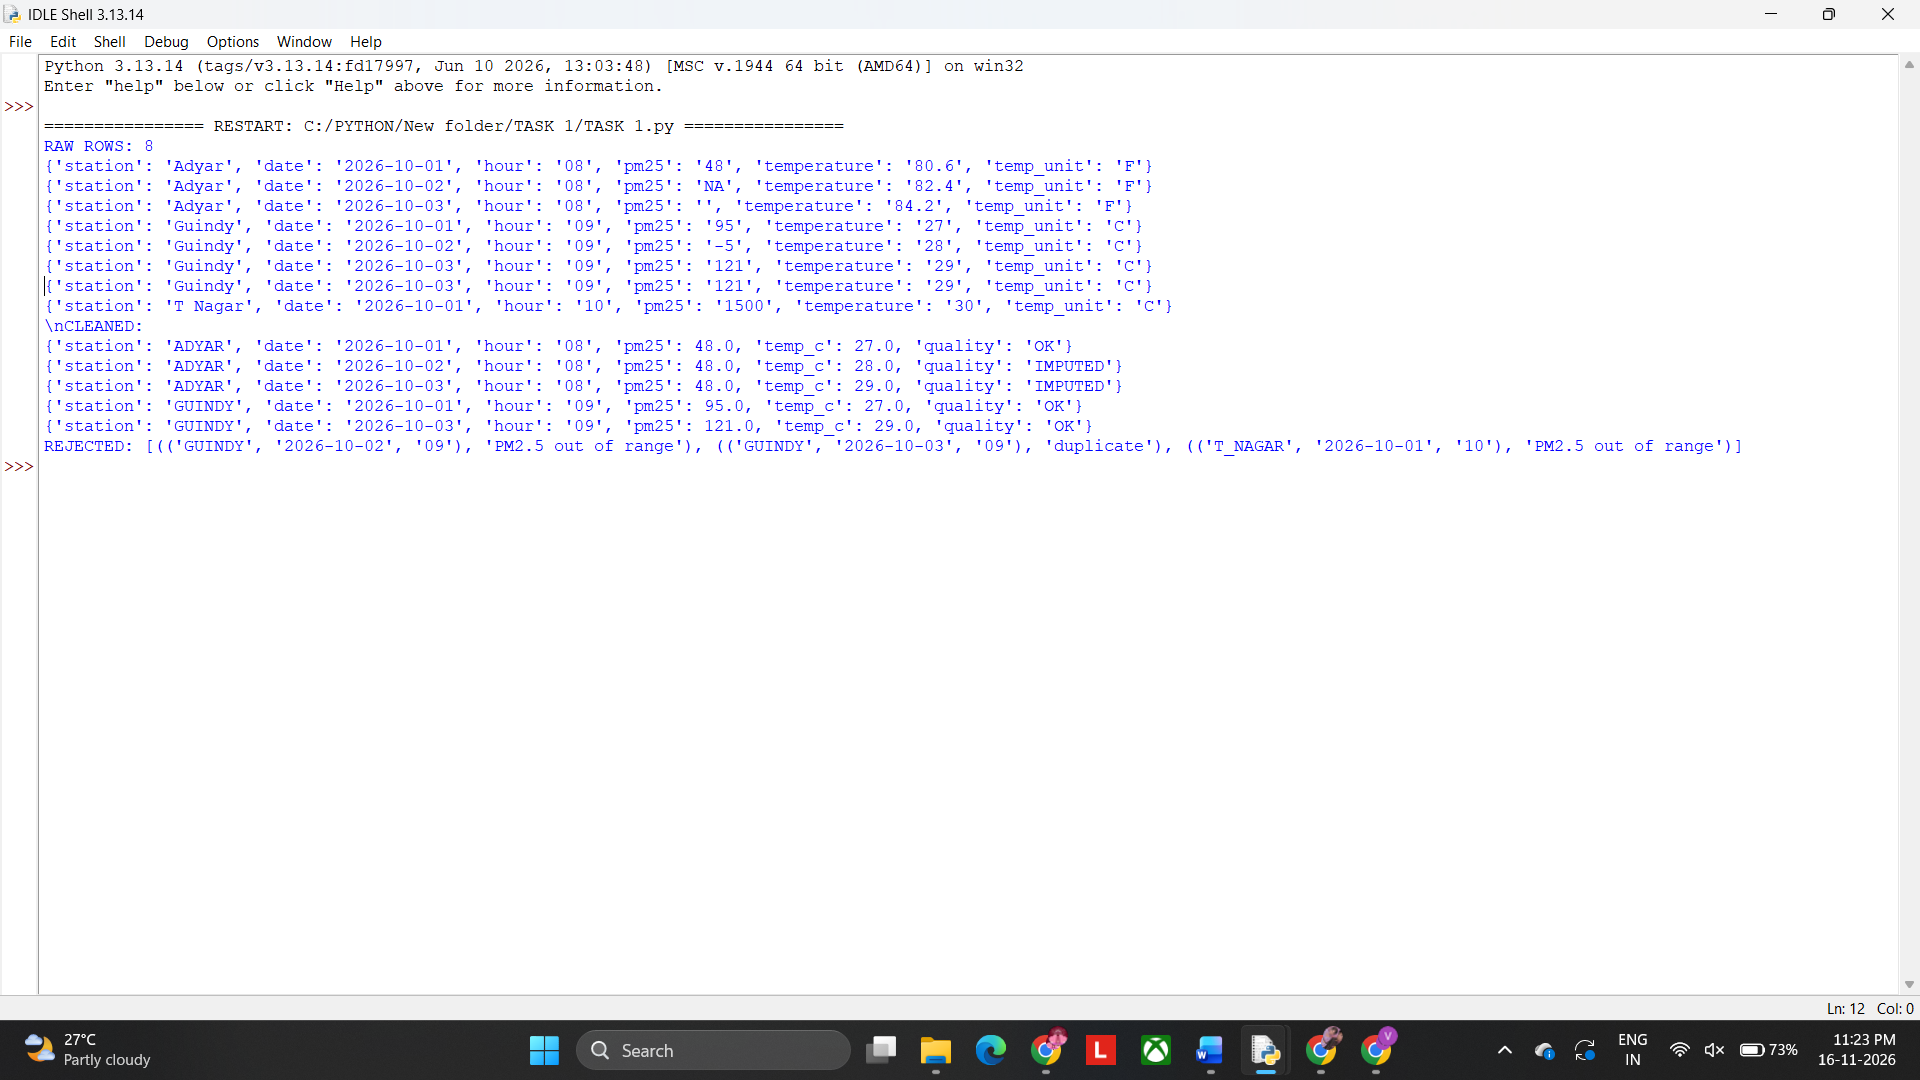 IDLE Shell 3.13.14
File Edit Shell Debug Options Window Help
Python 3.13.14 (tags/v3.13.14:fd17997, Jun 10 2026, 13:03:48) [MSC v.1944 64 bit (AMD64)] on win32
Enter "help" below or click "Help" above for more information.
>>>
================ RESTART: C:/PYTHON/New folder/TASK 1/TASK 1.py ================
RAW ROWS: 8
{'station': 'Adyar', 'date': '2026-10-01', 'hour': '08', 'pm25': '48', 'temperature': '80.6', 'temp_unit': 'F'}
{'station': 'Adyar', 'date': '2026-10-02', 'hour': '08', 'pm25': 'NA', 'temperature': '82.4', 'temp_unit': 'F'}
{'station': 'Adyar', 'date': '2026-10-03', 'hour': '08', 'pm25': '', 'temperature': '84.2', 'temp_unit': 'F'}
{'station': 'Guindy', 'date': '2026-10-01', 'hour': '09', 'pm25': '95', 'temperature': '27', 'temp_unit': 'C'}
{'station': 'Guindy', 'date': '2026-10-02', 'hour': '09', 'pm25': '-5', 'temperature': '28', 'temp_unit': 'C'}
{'station': 'Guindy', 'date': '2026-10-03', 'hour': '09', 'pm25': '121', 'temperature': '29', 'temp_unit': 'C'}
{'station': 'Guindy', 'date': '2026-10-03', 'hour': '09', 'pm25': '121', 'temperature': '29', 'temp_unit': 'C'}
{'station': 'T Nagar', 'date': '2026-10-01', 'hour': '10', 'pm25': '1500', 'temperature': '30', 'temp_unit': 'C'}
\nCLEANED:
{'station': 'ADYAR', 'date': '2026-10-01', 'hour': '08', 'pm25': 48.0, 'temp_c': 27.0, 'quality': 'OK'}
{'station': 'ADYAR', 'date': '2026-10-02', 'hour': '08', 'pm25': 48.0, 'temp_c': 28.0, 'quality': 'IMPUTED'}
{'station': 'ADYAR', 'date': '2026-10-03', 'hour': '08', 'pm25': 48.0, 'temp_c': 29.0, 'quality': 'IMPUTED'}
{'station': 'GUINDY', 'date': '2026-10-01', 'hour': '09', 'pm25': 95.0, 'temp_c': 27.0, 'quality': 'OK'}
{'station': 'GUINDY', 'date': '2026-10-03', 'hour': '09', 'pm25': 121.0, 'temp_c': 29.0, 'quality': 'OK'}
REJECTED: [(('GUINDY', '2026-10-02', '09'), 'PM2.5 out of range'), (('GUINDY', '2026-10-03', '09'), 'duplicate'), (('T_NAGAR', '2026-10-01', '10'), 'PM2.5 out of range')]
>>>
Ln: 12 Col: 0
27°C
Partly cloudy
Search
L
W
V
ENG
IN
73%
11:23 PM
16-11-2026